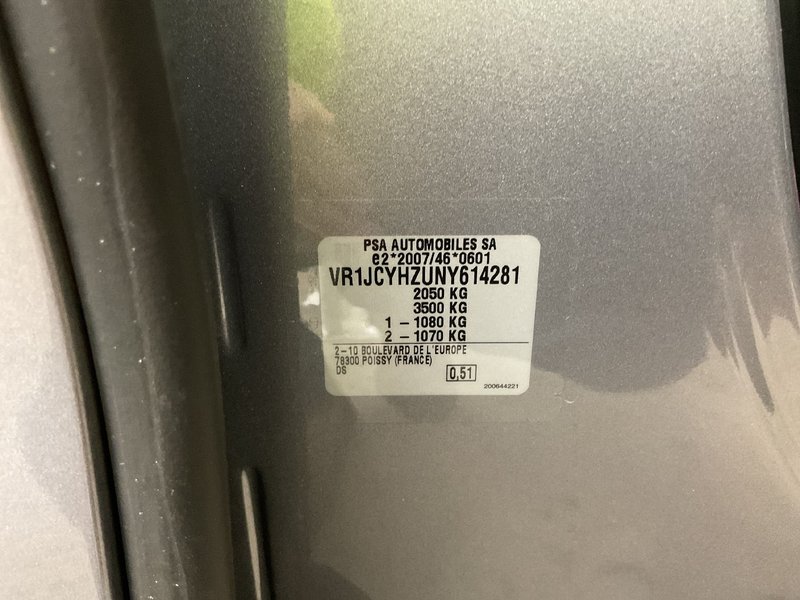 PSA AUTOMOBILES SA
e2*2007/46*0601
VR1JCYHZUNY614281
2050 KG
3500 KG
1 – 1080 KG
2 – 1070 KG
2–10 BOULEVARD DE L'EUROPE
78300 POISSY (FRANCE)
DS 0,51
200644221